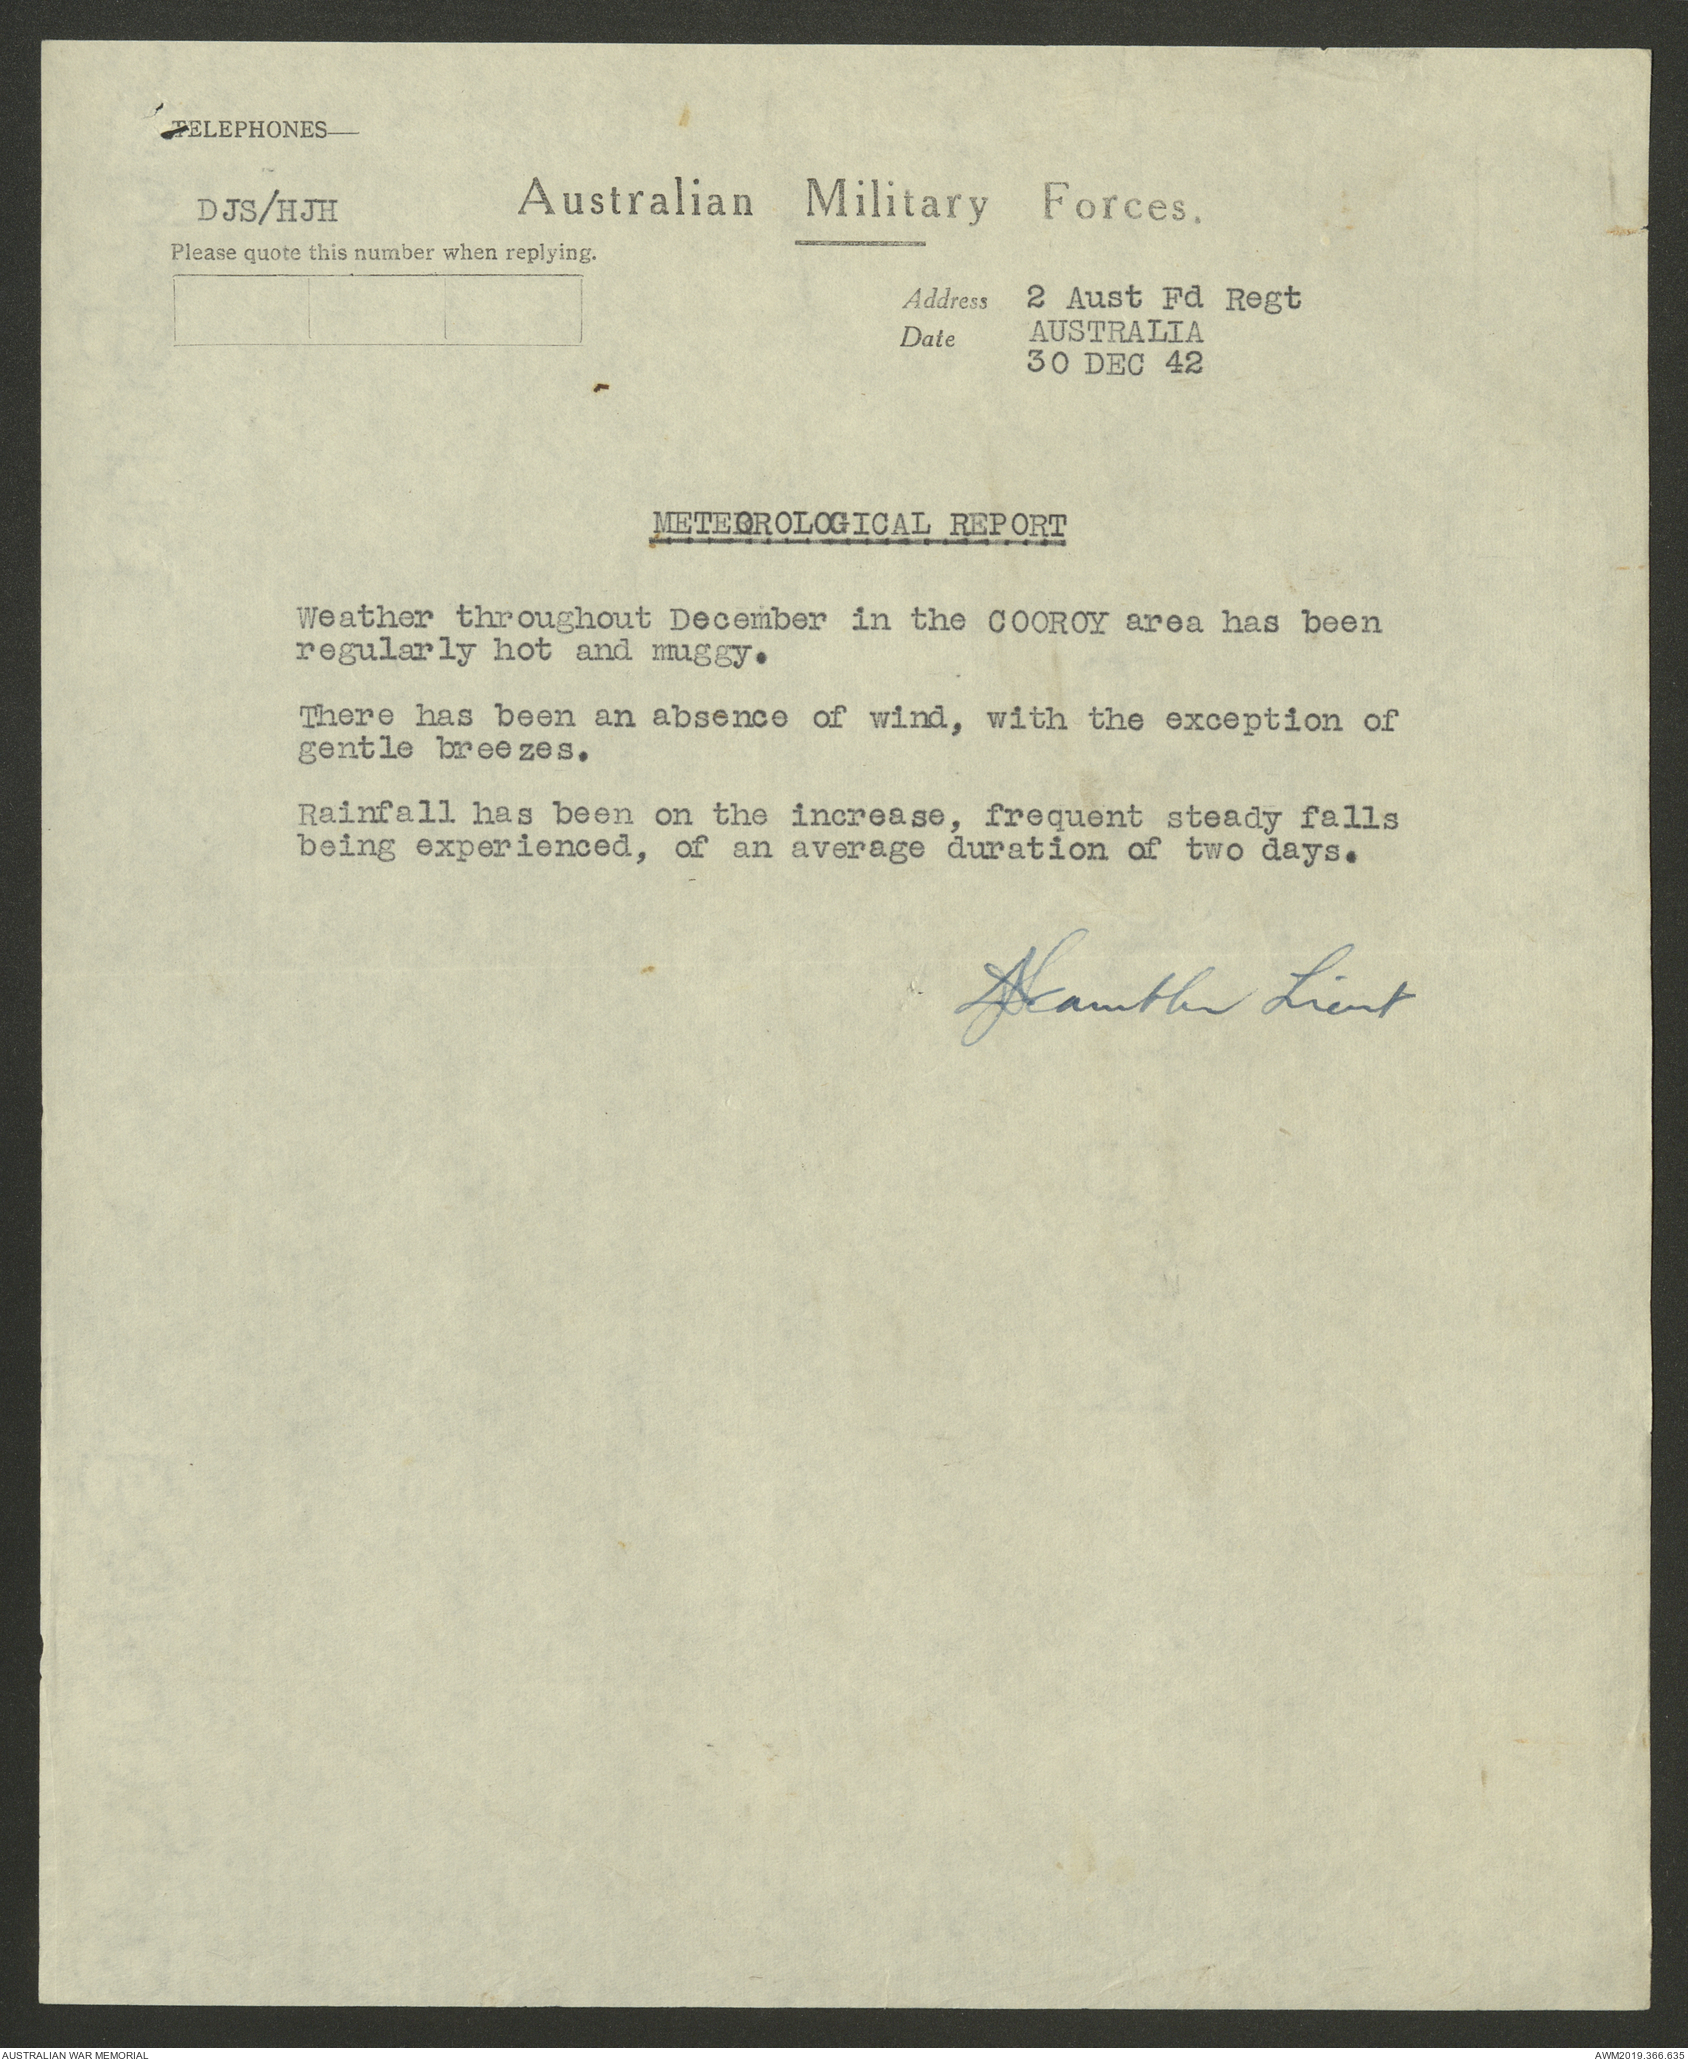 TELEPHONES—
DJS/HJH
Australian Military Forces.
Please quote this number when replying.
Address 2 Aust Fd Regt
Date AUSTRALIA
30 DEC 42
METEOROLOGICAL REPORT
Weather throughout December in the COOROY area has been
regularly hot and muggy.
There has been an absence of wind, with the exception of
gentle breezes.
Rainfall has been on the increase, frequent steady falls
being experienced, of an average duration of two days.
Lieut
AUSTRALIAN WAR MEMORIAL
AWM2019.366.635